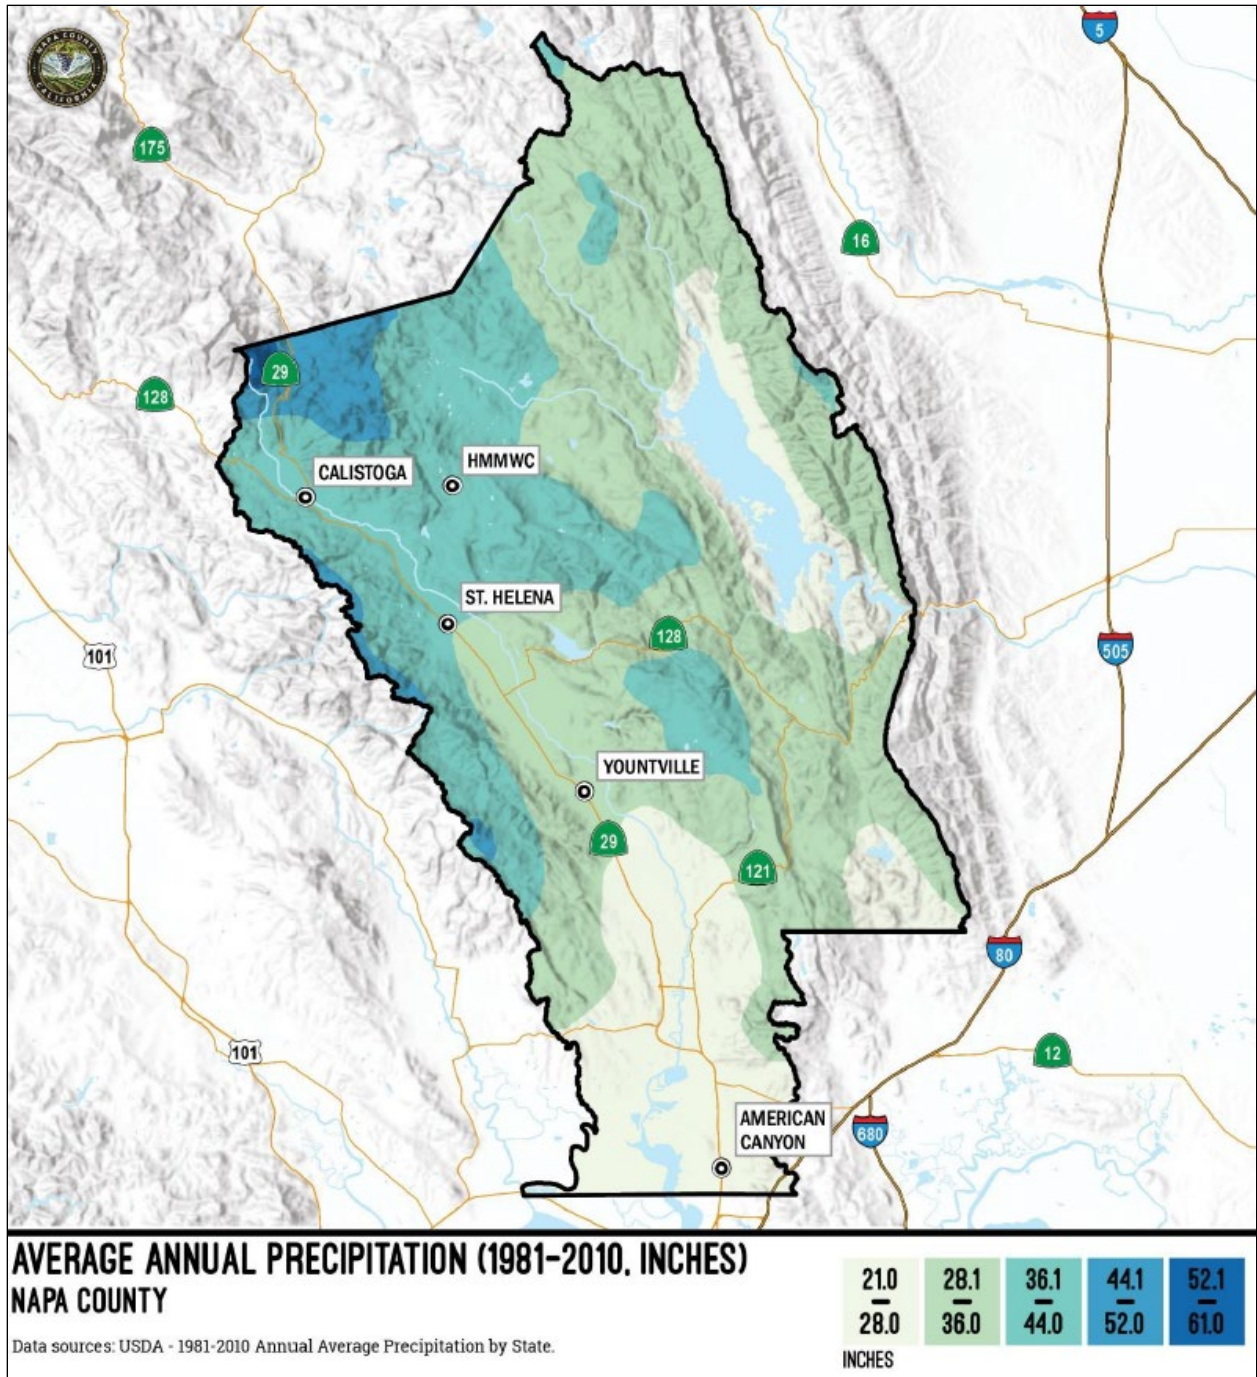 NAPA COUNTY
CALIFORNIA
5
175
16
29
128
CALISTOGA
HMMWC
ST. HELENA
128
101
505
YOUNTVILLE
29
121
80
101
12
AMERICAN
CANYON
680
AVERAGE ANNUAL PRECIPITATION (1981-2010, INCHES)
NAPA COUNTY
Data sources: USDA - 1981-2010 Annual Average Precipitation by State.
21.0 – 28.0
28.1 – 36.0
36.1 – 44.0
44.1 – 52.0
52.1 – 61.0
INCHES